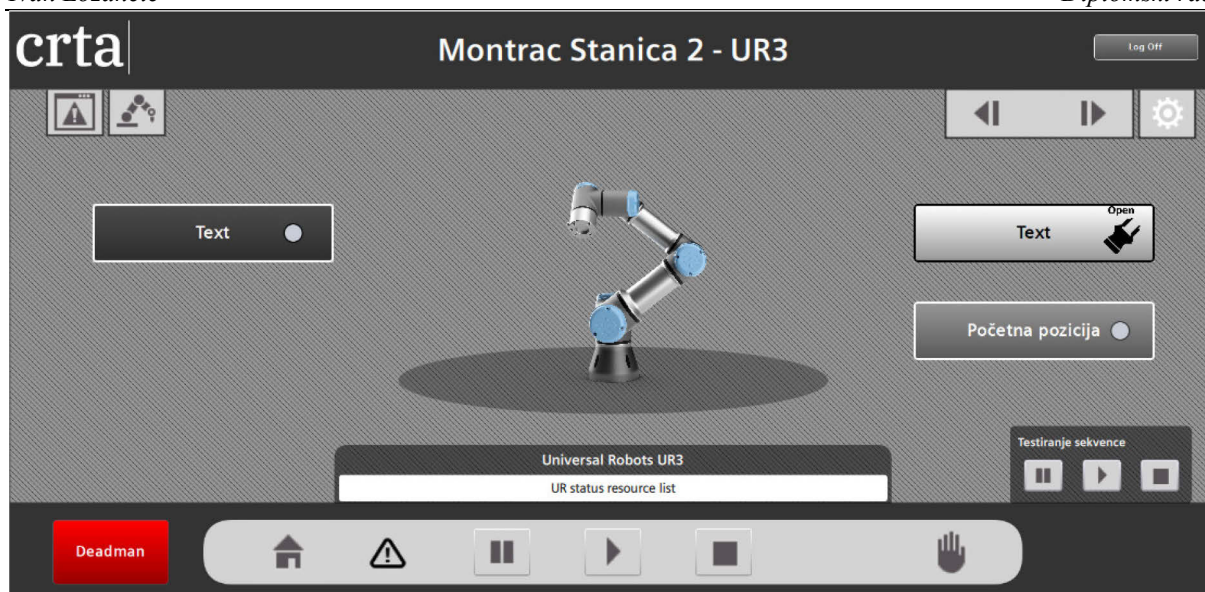 crta
Montrac Stanica 2 - UR3
Log Off
Text
Open
Text
Početna pozicija
Testiranje sekvence
Universal Robots UR3
UR status resource list
Deadman